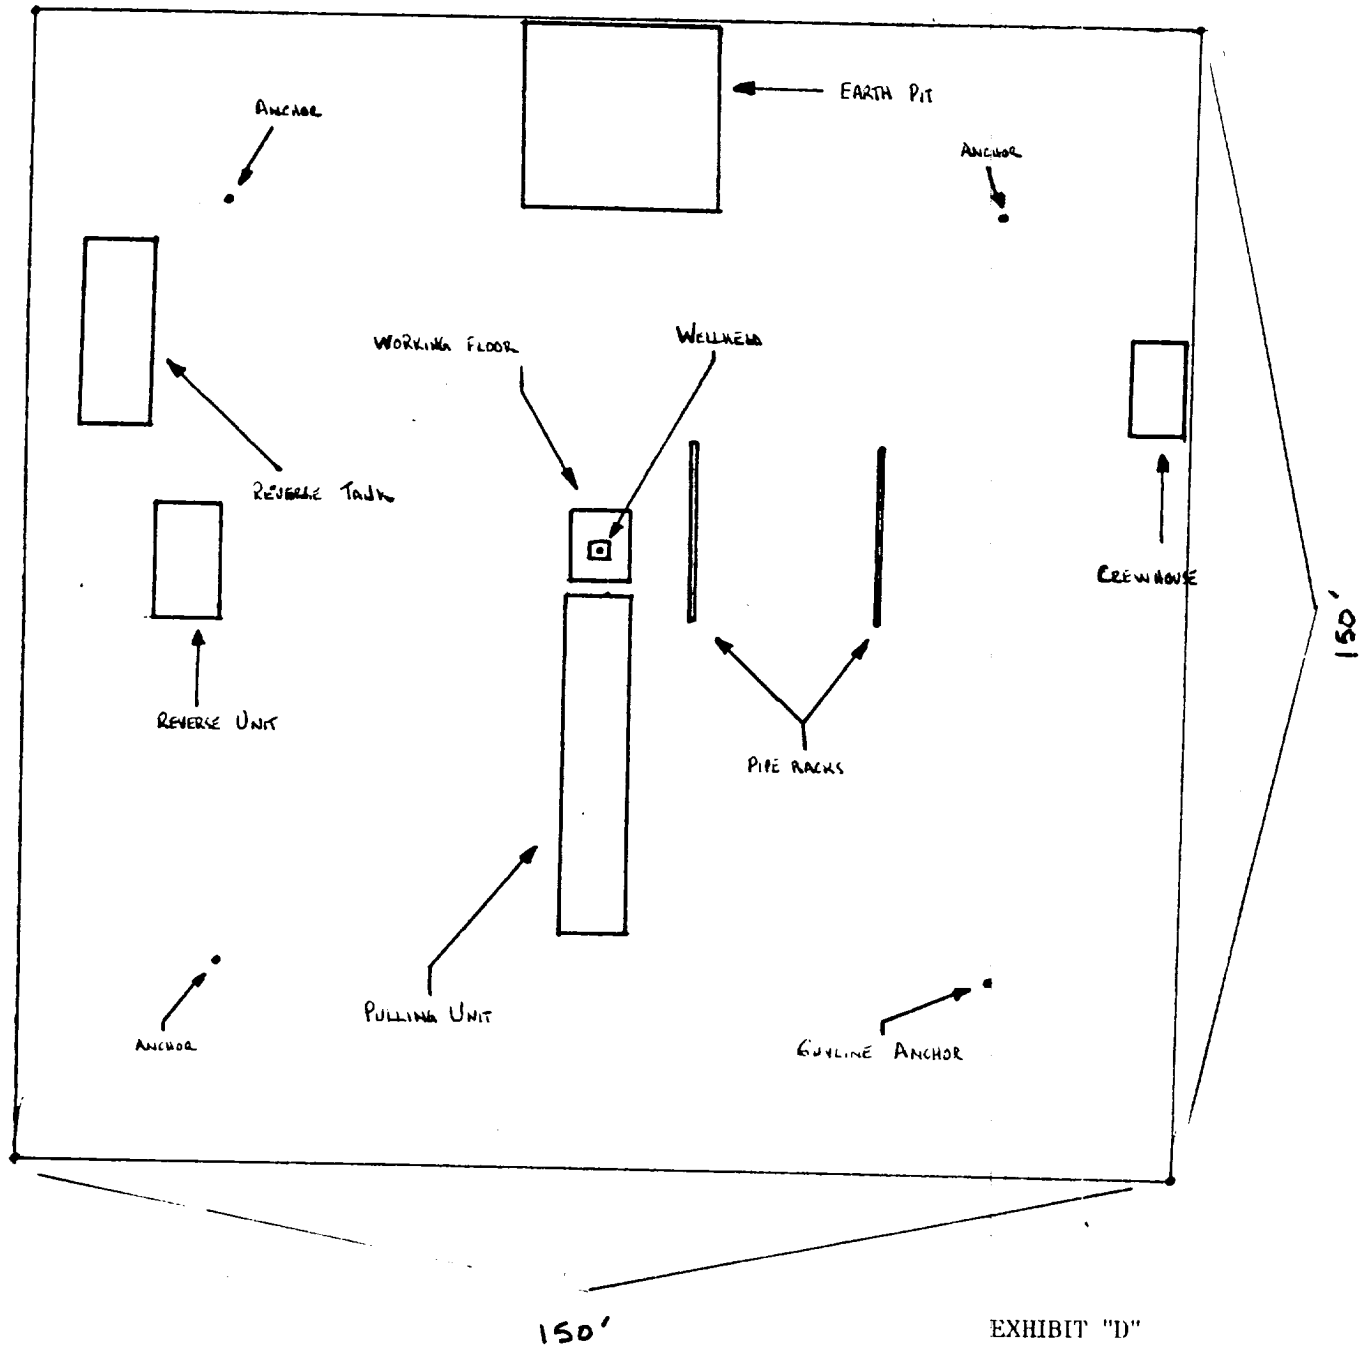 EARTH PIT
ANCHOR
ANCHOR
WORKING FLOOR
WELLHEAD
REVERSE TANK
CREWHOUSE
REVERSE UNIT
PIPE RACKS
PULLING UNIT
ANCHOR
GUYLINE ANCHOR
150'
150'
EXHIBIT "D"